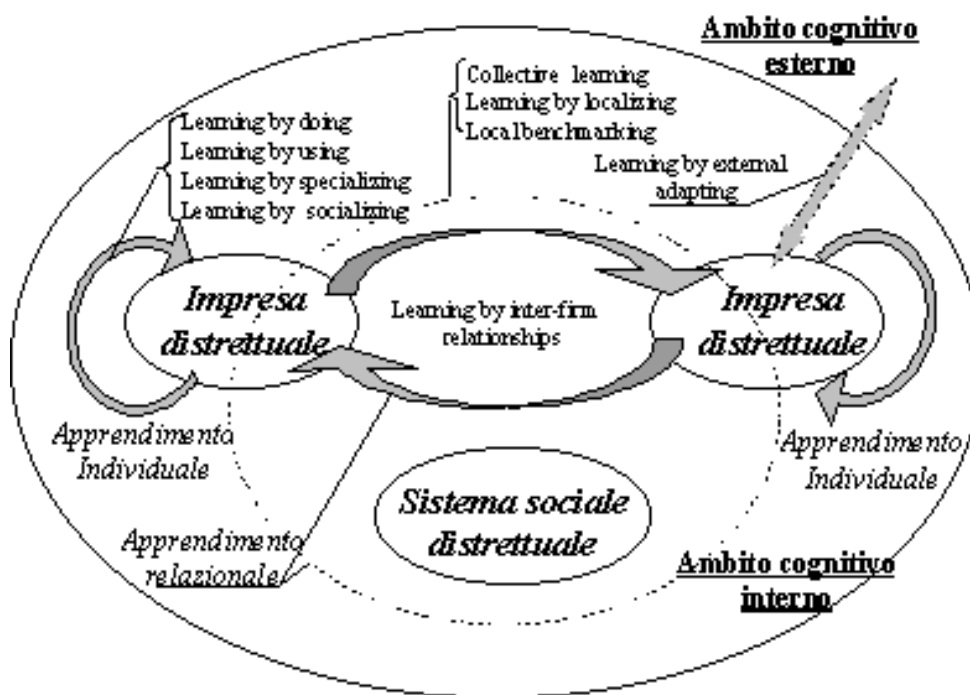 Ambito cognitivo
esterno
Collective learning
Learning by localizing
Local benchmarking
Learning by doing
Learning by using
Learning by specializing
Learning by socializing
Learning by external
adapting
Impresa
distrettuale
Learning by inter-firm
relationships
Impresa
distrettuale
Apprendimento
Individuale
Apprendimento
Individuale
Sistema sociale
distrettuale
Apprendimento
relazionale
Ambito cognitivo
interno